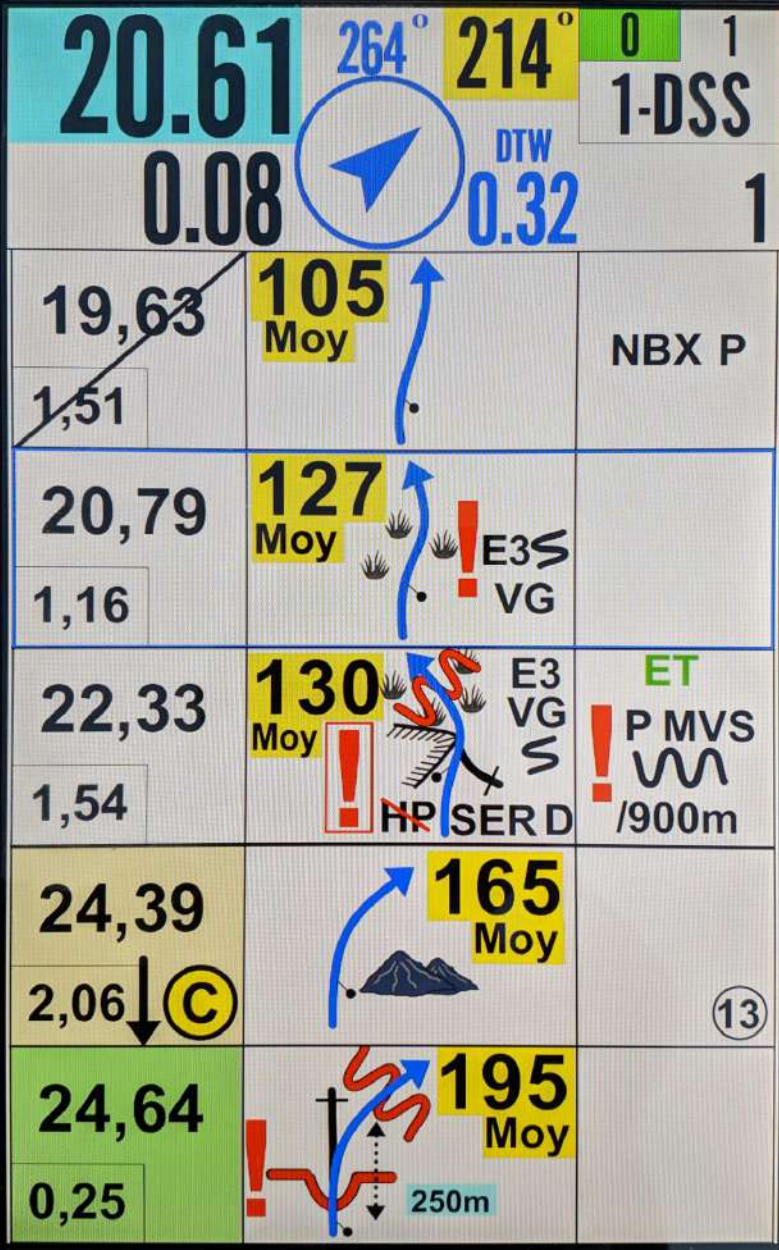 20.61
264°
214°
0
1
1-DSS
0.08
DTW
0.32
1
19,63
105
Moy
NBX P
1,51
20,79
127
Moy
!
E3
VG
1,16
22,33
130
Moy
E3
VG
!
HP
SER D
ET
!
P MVS
/900m
1,54
24,39
165
Moy
2,06
C
13
24,64
195
Moy
!
250m
0,25